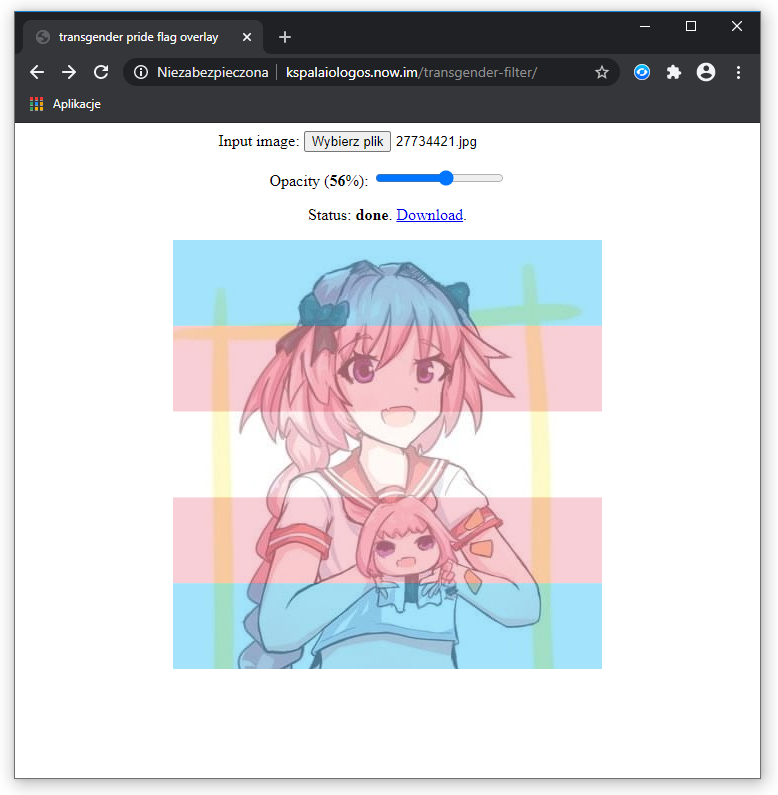 transgender pride flag overlay
Niezabezpieczona kspalaiologos.now.im/transgender-filter/
Aplikacje
Input image: Wybierz plik 27734421.jpg
Opacity (56%):
Status: done. Download.